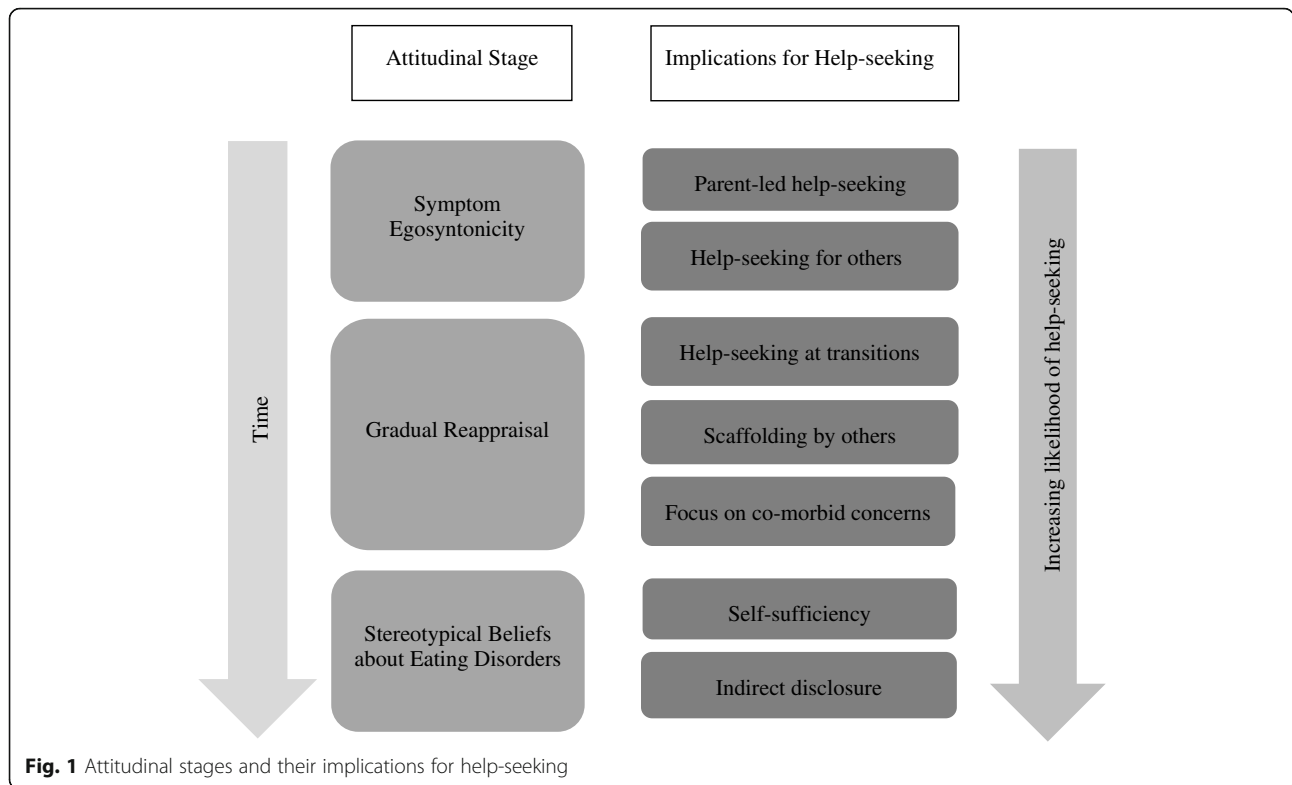 Attitudinal Stage
Implications for Help-seeking
Time
Symptom
Egosyntonicity
Parent-led help-seeking
Help-seeking for others
Gradual Reappraisal
Help-seeking at transitions
Scaffolding by others
Focus on co-morbid concerns
Stereotypical Beliefs
about Eating Disorders
Self-sufficiency
Indirect disclosure
Increasing likelihood of help-seeking
Fig. 1 Attitudinal stages and their implications for help-seeking